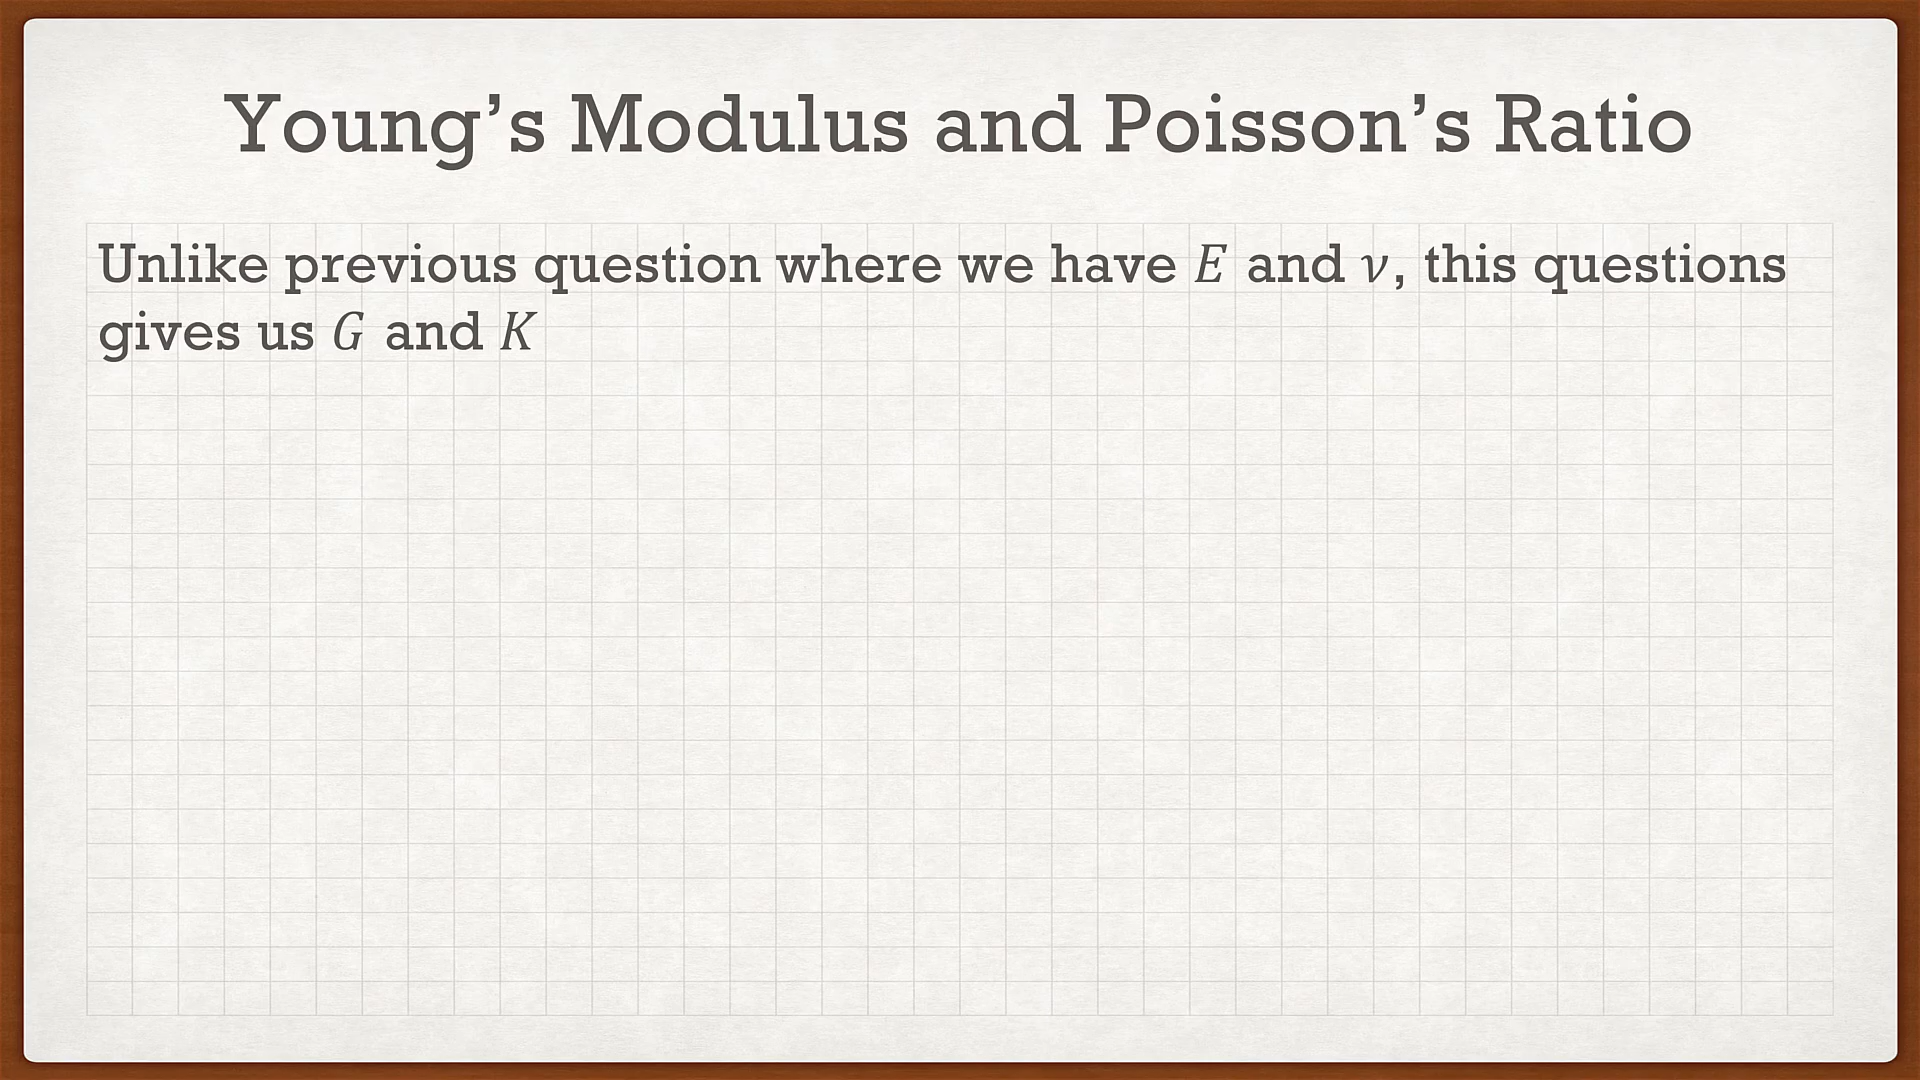 Young’s Modulus and Poisson’s Ratio
Unlike previous question where we have E and ν, this questions
gives us G and K